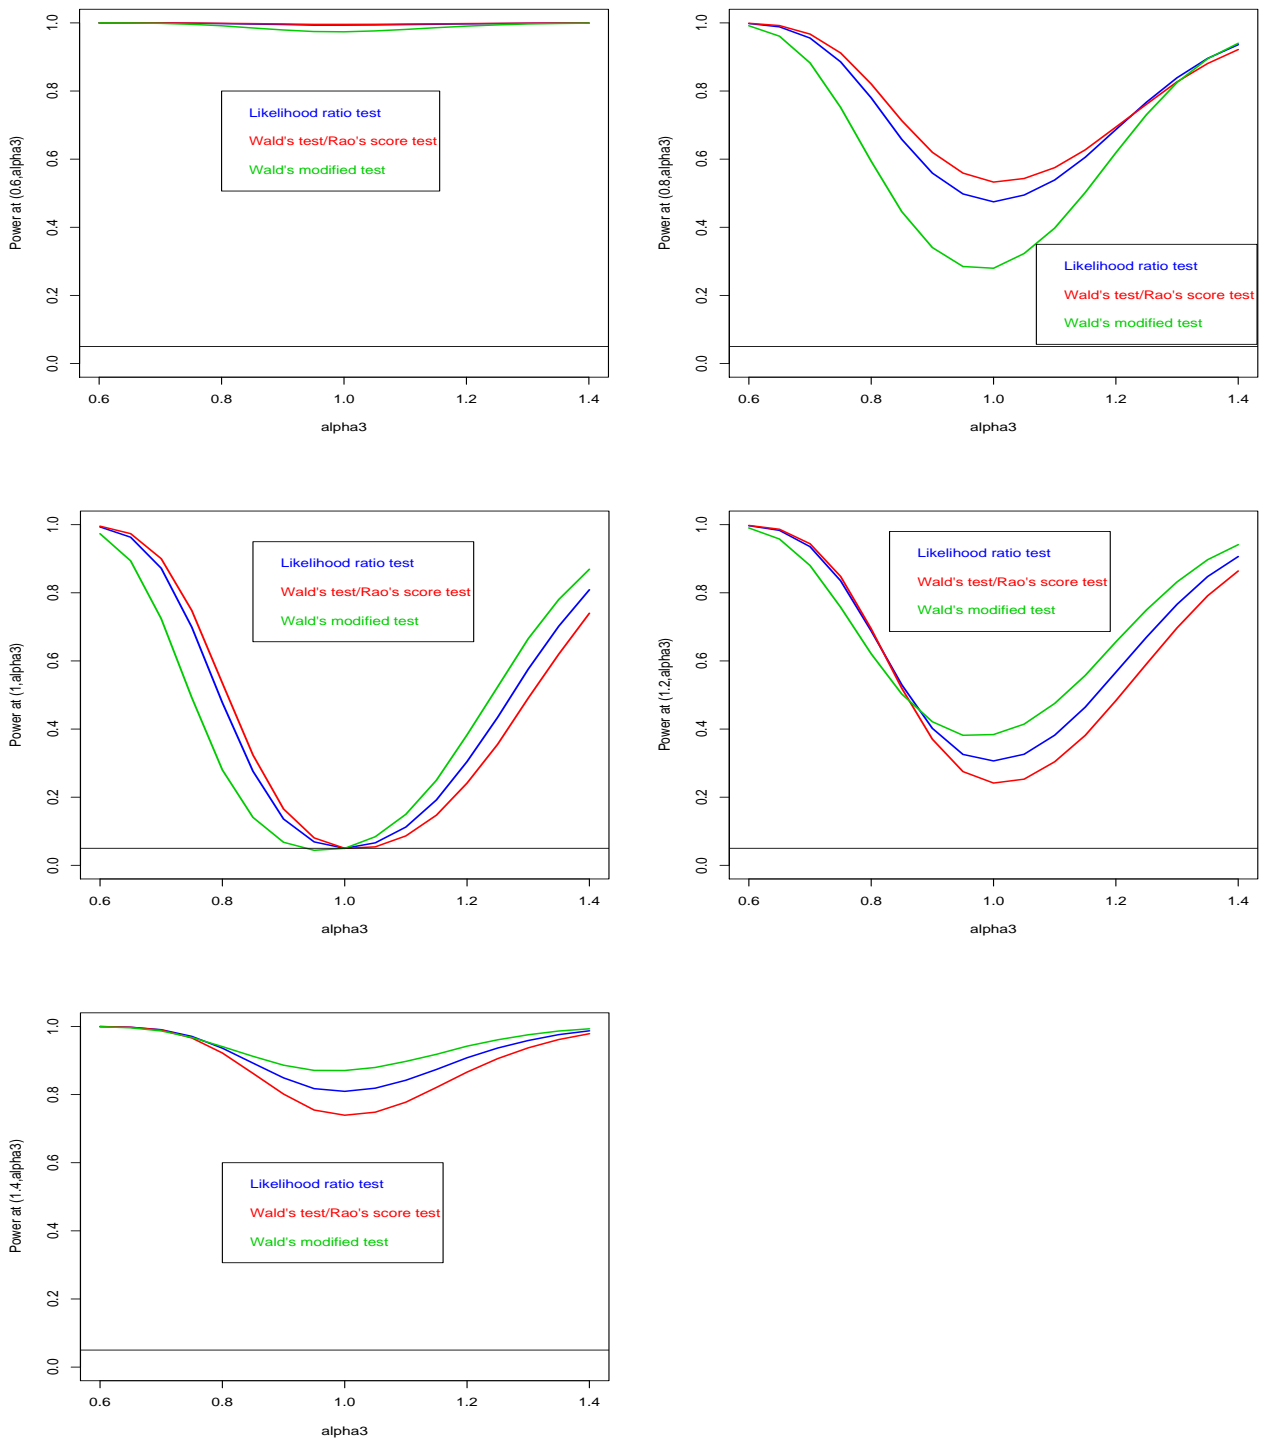 Power at (0.6,alpha3)
1.0
0.8
0.6
0.4
0.2
0.0
Likelihood ratio test
Wald's test/Rao's score test
Wald's modified test
0.6 0.8 1.0 1.2 1.4
alpha3
Power at (0.8,alpha3)
1.0
0.8
0.6
0.4
0.2
0.0
Likelihood ratio test
Wald's test/Rao's score test
Wald's modified test
0.6 0.8 1.0 1.2 1.4
alpha3
Power at (1,alpha3)
1.0
0.8
0.6
0.4
0.2
0.0
Likelihood ratio test
Wald's test/Rao's score test
Wald's modified test
0.6 0.8 1.0 1.2 1.4
alpha3
Power at (1.2,alpha3)
1.0
0.8
0.6
0.4
0.2
0.0
Likelihood ratio test
Wald's test/Rao's score test
Wald's modified test
0.6 0.8 1.0 1.2 1.4
alpha3
Power at (1.4,alpha3)
1.0
0.8
0.6
0.4
0.2
0.0
Likelihood ratio test
Wald's test/Rao's score test
Wald's modified test
0.6 0.8 1.0 1.2 1.4
alpha3